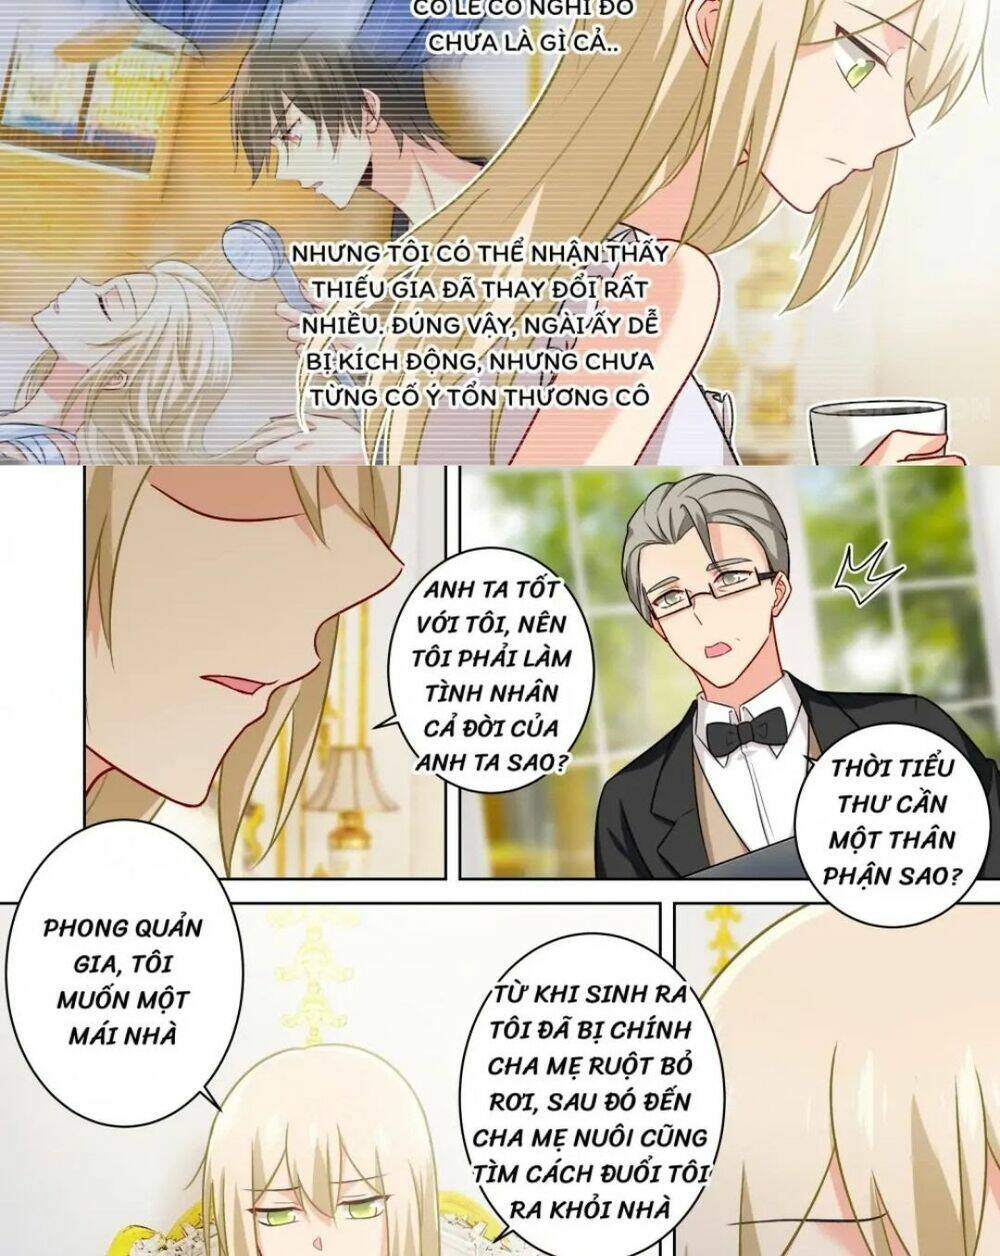 CÓ LẼ CÔ NGHĨ ĐÓ
CHƯA LÀ GÌ CẢ..
NHƯNG TÔI CÓ THỂ NHẬN THẤY
THIẾU GIA ĐÃ THAY ĐỔI RẤT
NHIỀU. ĐÚNG VẬY, NGÀI ẤY DỄ
BỊ KÍCH ĐỘNG, NHƯNG CHƯA
TỪNG CỐ Ý TỔN THƯƠNG CÔ
ANH TA TỐT
VỚI TÔI, NÊN
TÔI PHẢI LÀM
TÌNH NHÂN
CẢ ĐỜI CỦA
ANH TA SAO?
THỜI TIỂU
THƯ CẦN
MỘT THÂN
PHẬN SAO?
PHONG QUẢN
GIA, TÔI
MUỐN MỘT
MÁI NHÀ
TỪ KHI SINH RA
TÔI ĐÃ BỊ CHÍNH
CHA MẸ RUỘT BỎ
RƠI, SAU ĐÓ ĐẾN
CHA MẸ NUÔI CŨNG
TÌM CÁCH ĐUỔI TÔI
RA KHỎI NHÀ